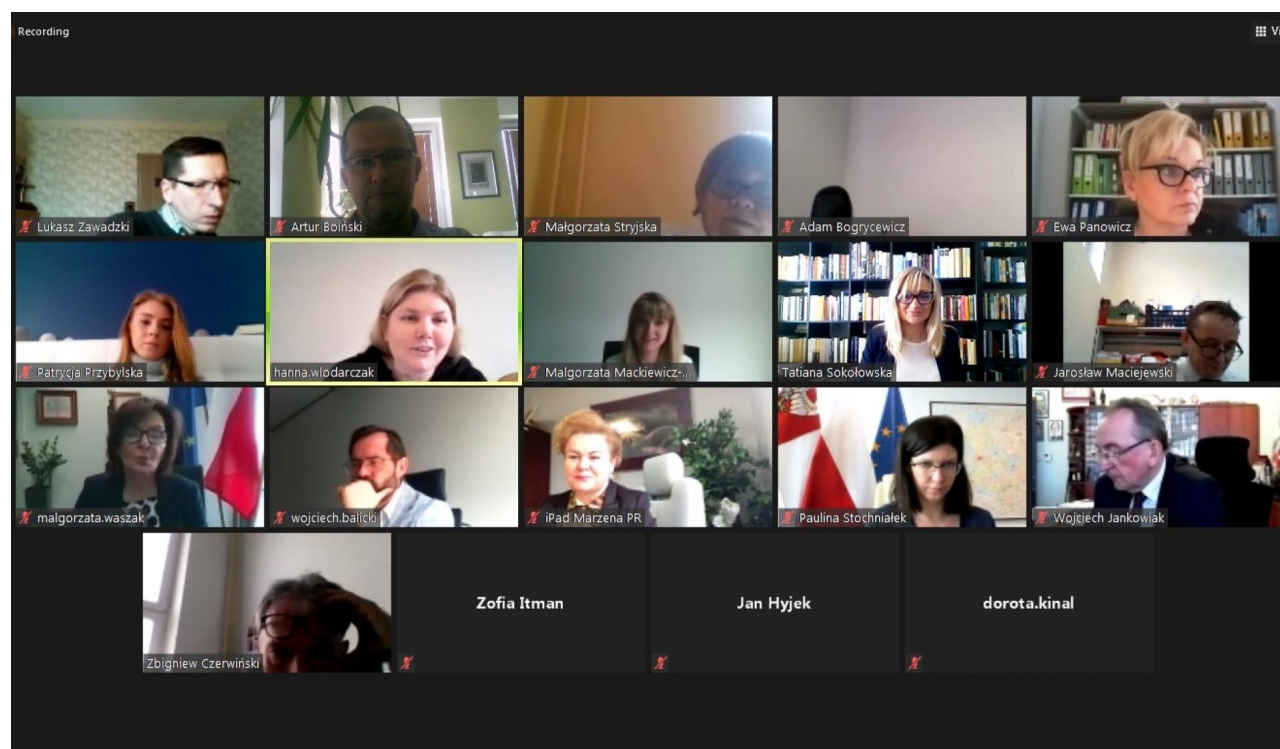 Recording
Lukasz Zawadzki
Artur Boiński
Małgorzata Stryjska
Adam Bogrycewicz
Ewa Panowicz
Patrycja Przybylska
hanna.wlodarczak
Malgorzata Mackiewicz-...
Tatiana Sokołowska
Jarosław Maciejewski
malgorzata.waszak
wojciech.balicki
iPad Marzena PR
Paulina Stochniałek
Wojciech Jankowiak
Zbigniew Czerwiński
Zofia Itman
Jan Hyjek
dorota.kinal